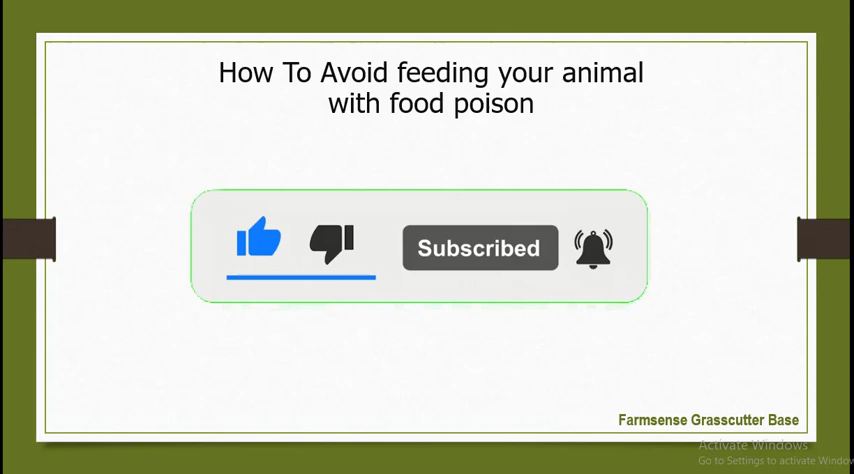 How To Avoid feeding your animal
with food poison
Subscribed
Farmsense Grasscutter Base
Activate Windows
Go to Settings to activate Windows